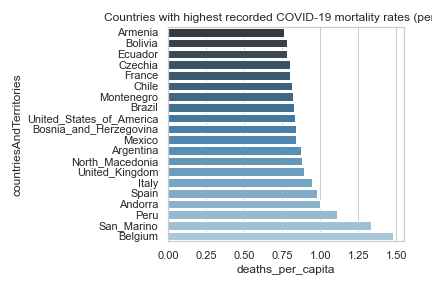 Countries with highest recorded COVID-19 mortality rates (per
Armenia
Bolivia
Ecuador
Czechia
France
Chile
Montenegro
Brazil
United_States_of_America
Bosnia_and_Herzegovina
Mexico
Argentina
North_Macedonia
United_Kingdom
Italy
Spain
Andorra
Peru
San_Marino
Belgium
countriesAndTerritories
0.00 0.25 0.50 0.75 1.00 1.25 1.50
deaths_per_capita